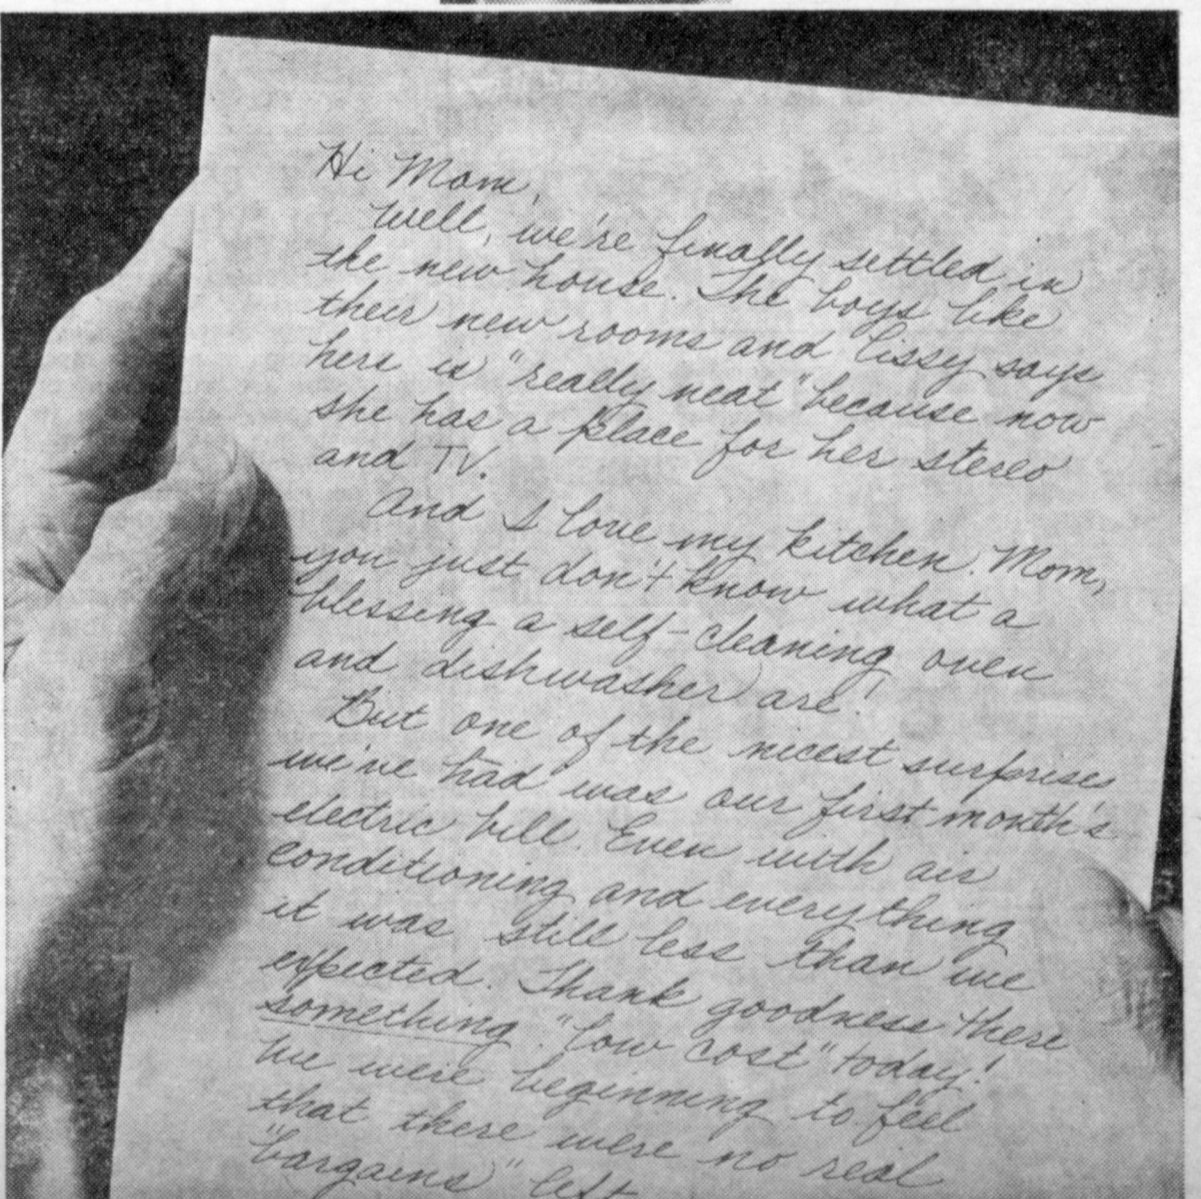 Hi Mom,
Well, we're finally settled in
the new house. The boys like
their new rooms and Cissy says
hers is "really neat" because now
she has a place for her stereo
and TV.
And I love my kitchen. Mom,
you just don't know what a
blessing a self-cleaning oven
and dishwasher are!
But one of the nicest surprises
we've had was our first month's
electric bill. Even with air
conditioning and everything
it was still less than we
expected. Thank goodness there
something "low cost" today!
We were beginning to feel
that there were no real
"bargains" left